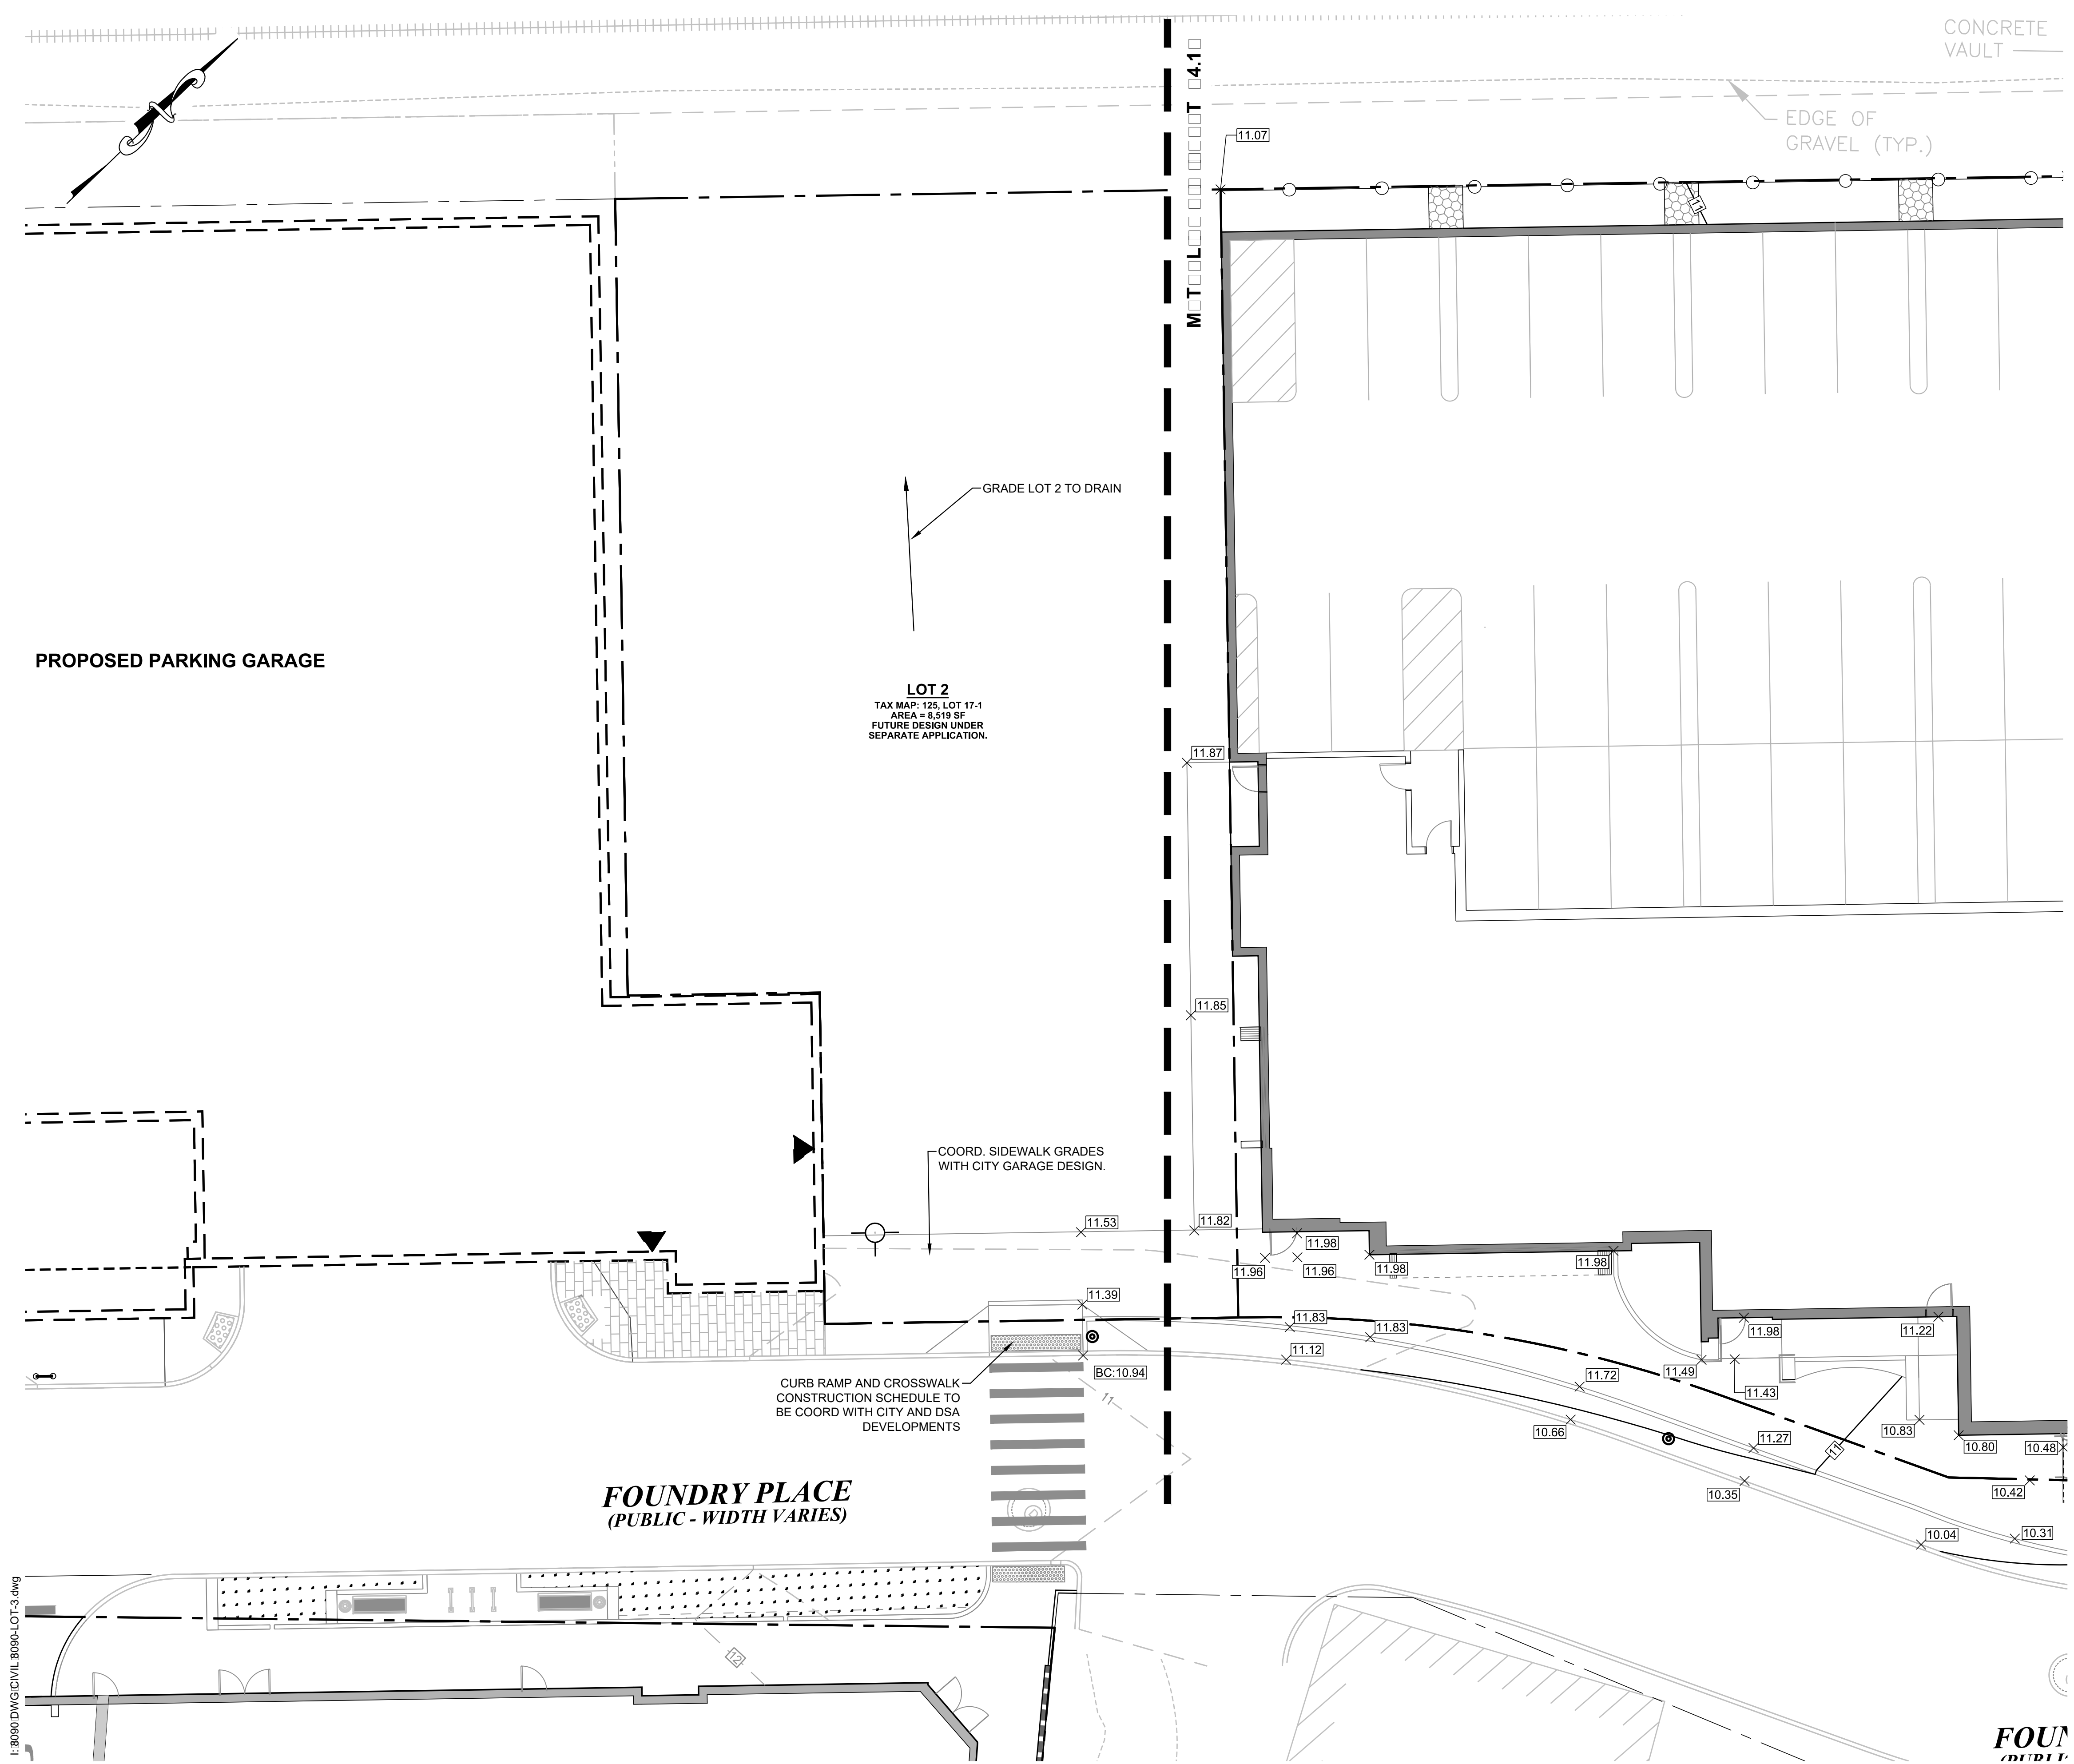 CONCRETE
VAULT
EDGE OF
GRAVEL (TYP.)
11.07
11
GRADE LOT 2 TO DRAIN
PROPOSED PARKING GARAGE
LOT 2
TAX MAP: 125, LOT 17-1
AREA = 8,519 SF
FUTURE DESIGN UNDER
SEPARATE APPLICATION.
11.87
11.85
COORD. SIDEWALK GRADES
WITH CITY GARAGE DESIGN.
11.53
11.82
11.98
11.96
11.96
11.98
11.98
11.39
11.83
11.83
11.98
11.22
11.12
BC:10.94
11.72
11.49
11.43
CURB RAMP AND CROSSWALK
CONSTRUCTION SCHEDULE TO
BE COORD WITH CITY AND DSA
DEVELOPMENTS
11
10.66
11.27
11
10.83
10.80
10.48
10.35
10.42
10.04
10.31
FOUNDRY PLACE
(PUBLIC - WIDTH VARIES)
D
12
I:8090DWGCIVIL8090-LOT-3.dwg
FOUN